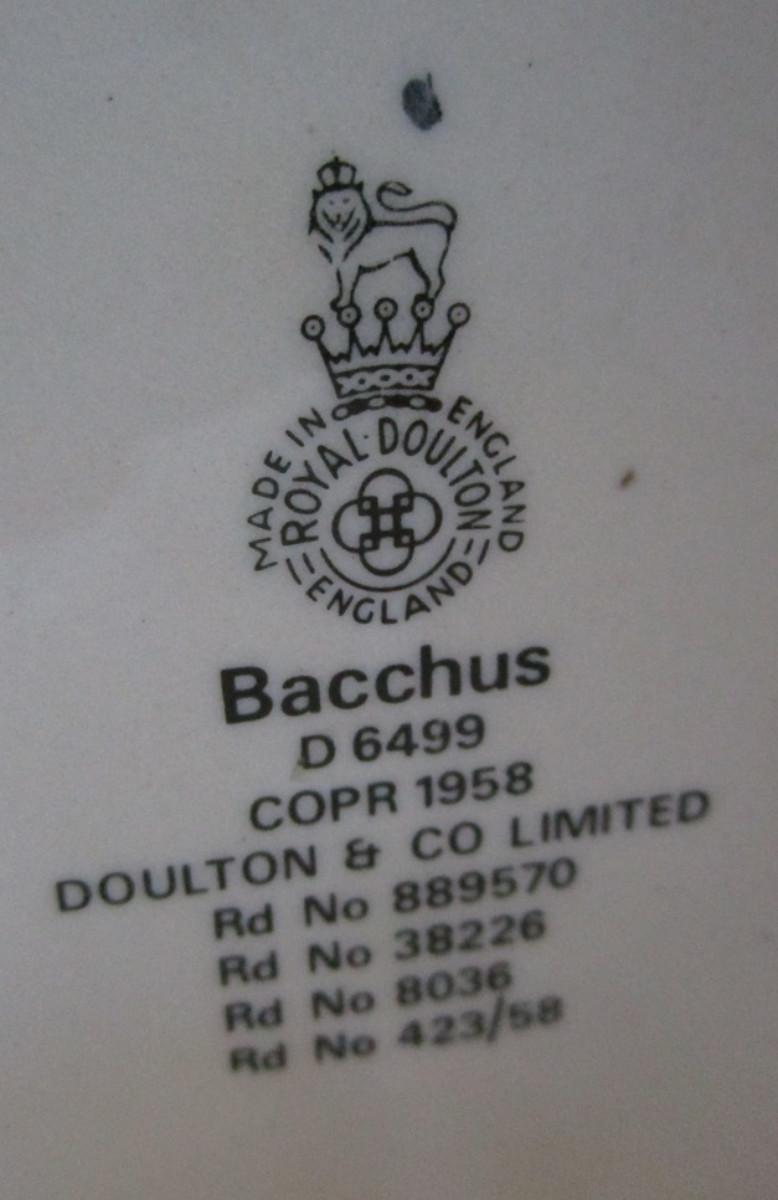 MADE IN ENGLAND
ROYAL DOULTON
ENGLAND
Bacchus
D 6499
COPR 1958
DOULTON & CO LIMITED
Rd No 889570
Rd No 38226
Rd No 8036
Rd No 423/58